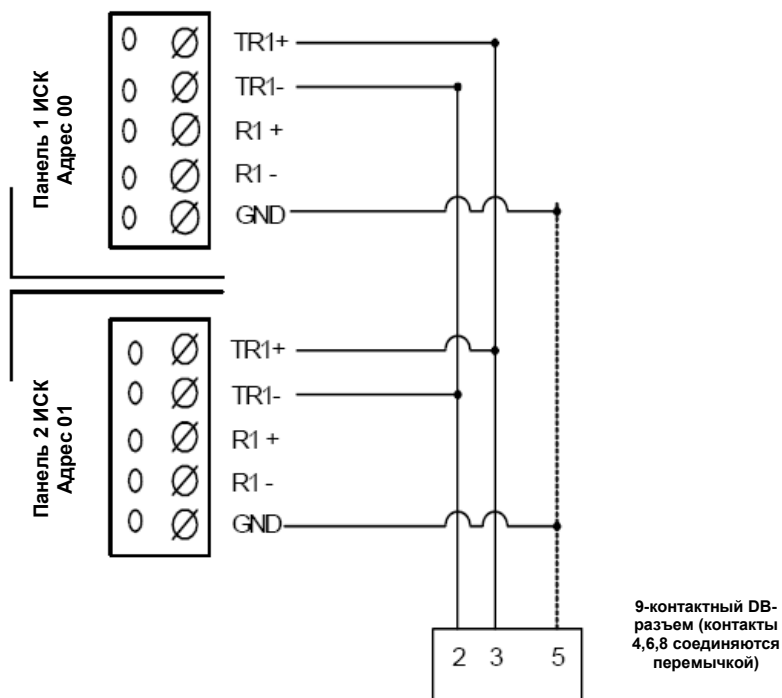 Панель 1 ИСК
Адрес 00
TR1+
TR1-
R1 +
R1 -
GND
Панель 2 ИСК
Адрес 01
TR1+
TR1-
R1 +
R1 -
GND
2 3 5
9-контактный DB-
разъем (контакты
4,6,8 соединяются
перемычкой)